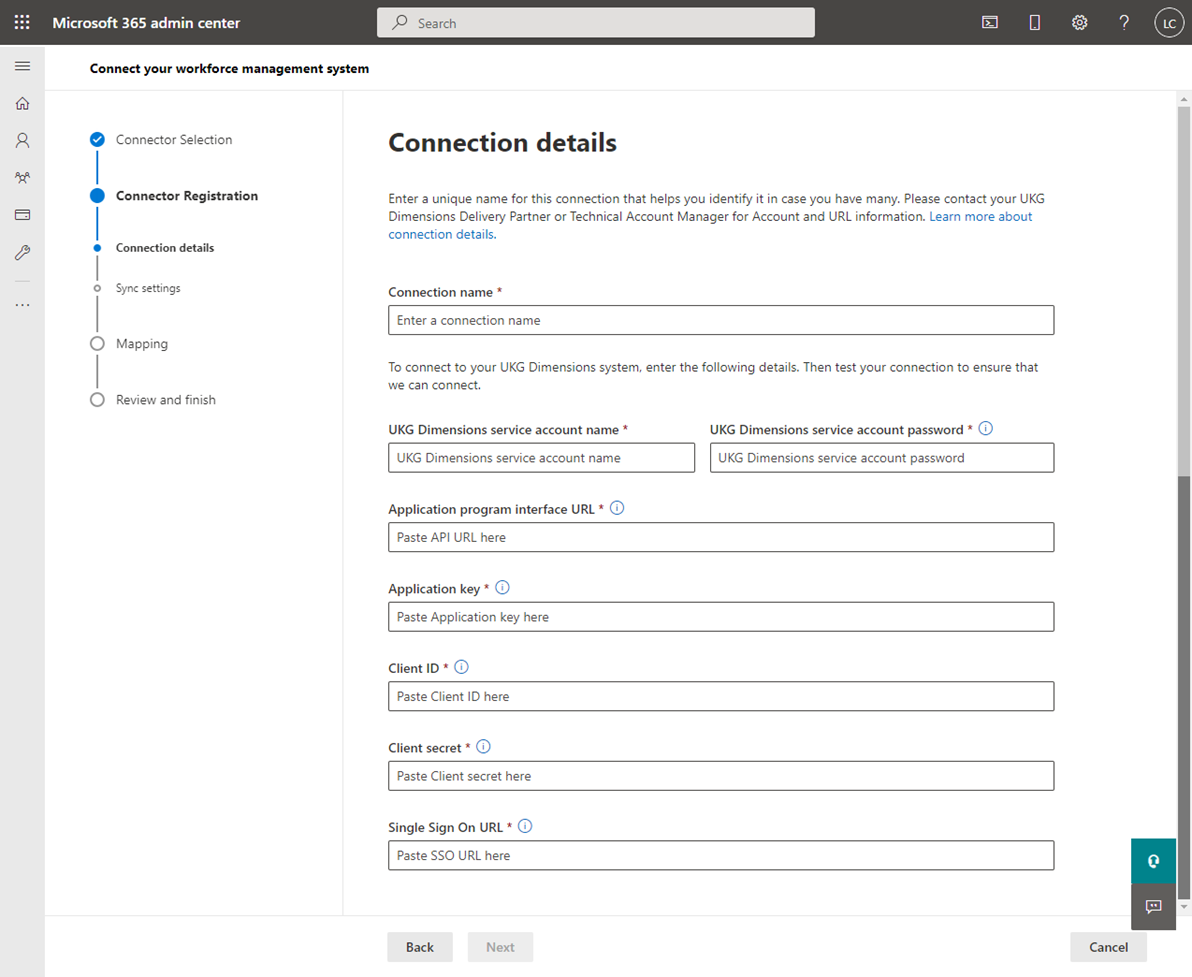 Microsoft 365 admin center
Search
LC
Connect your workforce management system
Connector Selection
Connector Registration
Connection details
Sync settings
Mapping
Review and finish
Connection details
Enter a unique name for this connection that helps you identify it in case you have many. Please contact your UKG
Dimensions Delivery Partner or Technical Account Manager for Account and URL information. Learn more about
connection details.
Connection name *
Enter a connection name
To connect to your UKG Dimensions system, enter the following details. Then test your connection to ensure that
we can connect.
UKG Dimensions service account name *
UKG Dimensions service account name
UKG Dimensions service account password *
UKG Dimensions service account password
Application program interface URL *
Paste API URL here
Application key *
Paste Application key here
Client ID *
Paste Client ID here
Client secret *
Paste Client secret here
Single Sign On URL *
Paste SSO URL here
Back
Next
Cancel